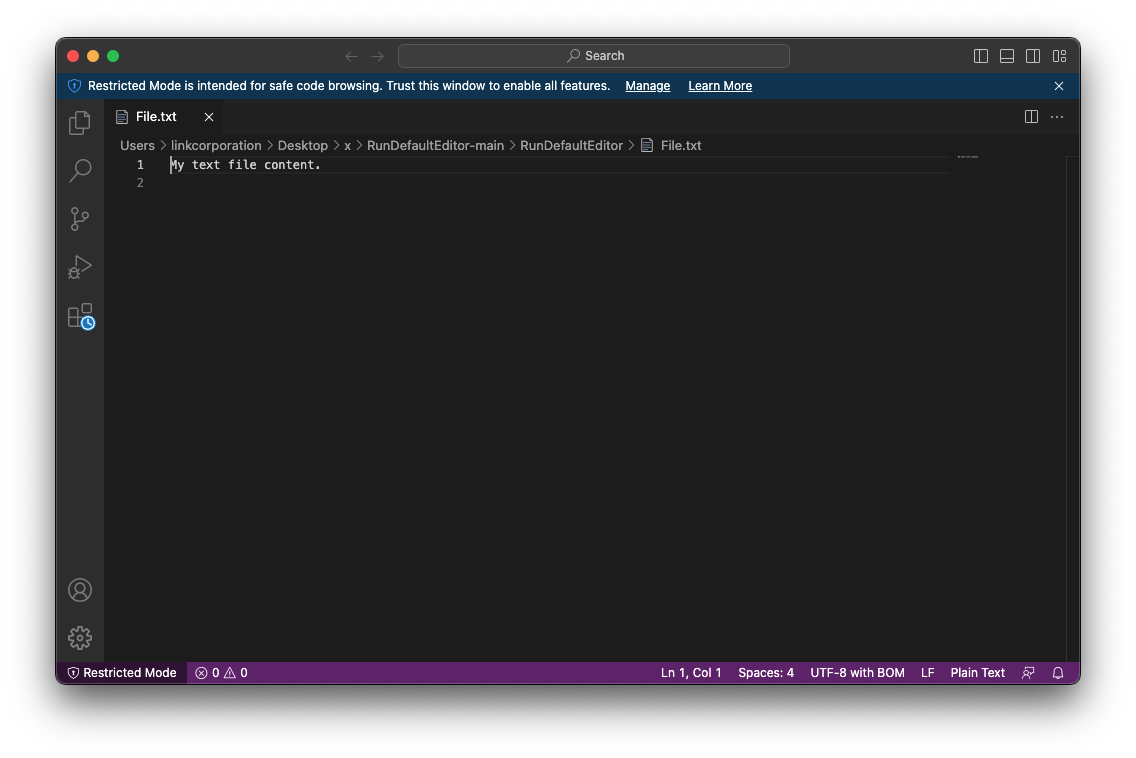 Search
Restricted Mode is intended for safe code browsing. Trust this window to enable all features. Manage Learn More
File.txt
Users > linkcorporation > Desktop > x > RunDefaultEditor-main > RunDefaultEditor > File.txt
1 My text file content.
2
Restricted Mode 0 0 Ln 1, Col 1 Spaces: 4 UTF-8 with BOM LF Plain Text